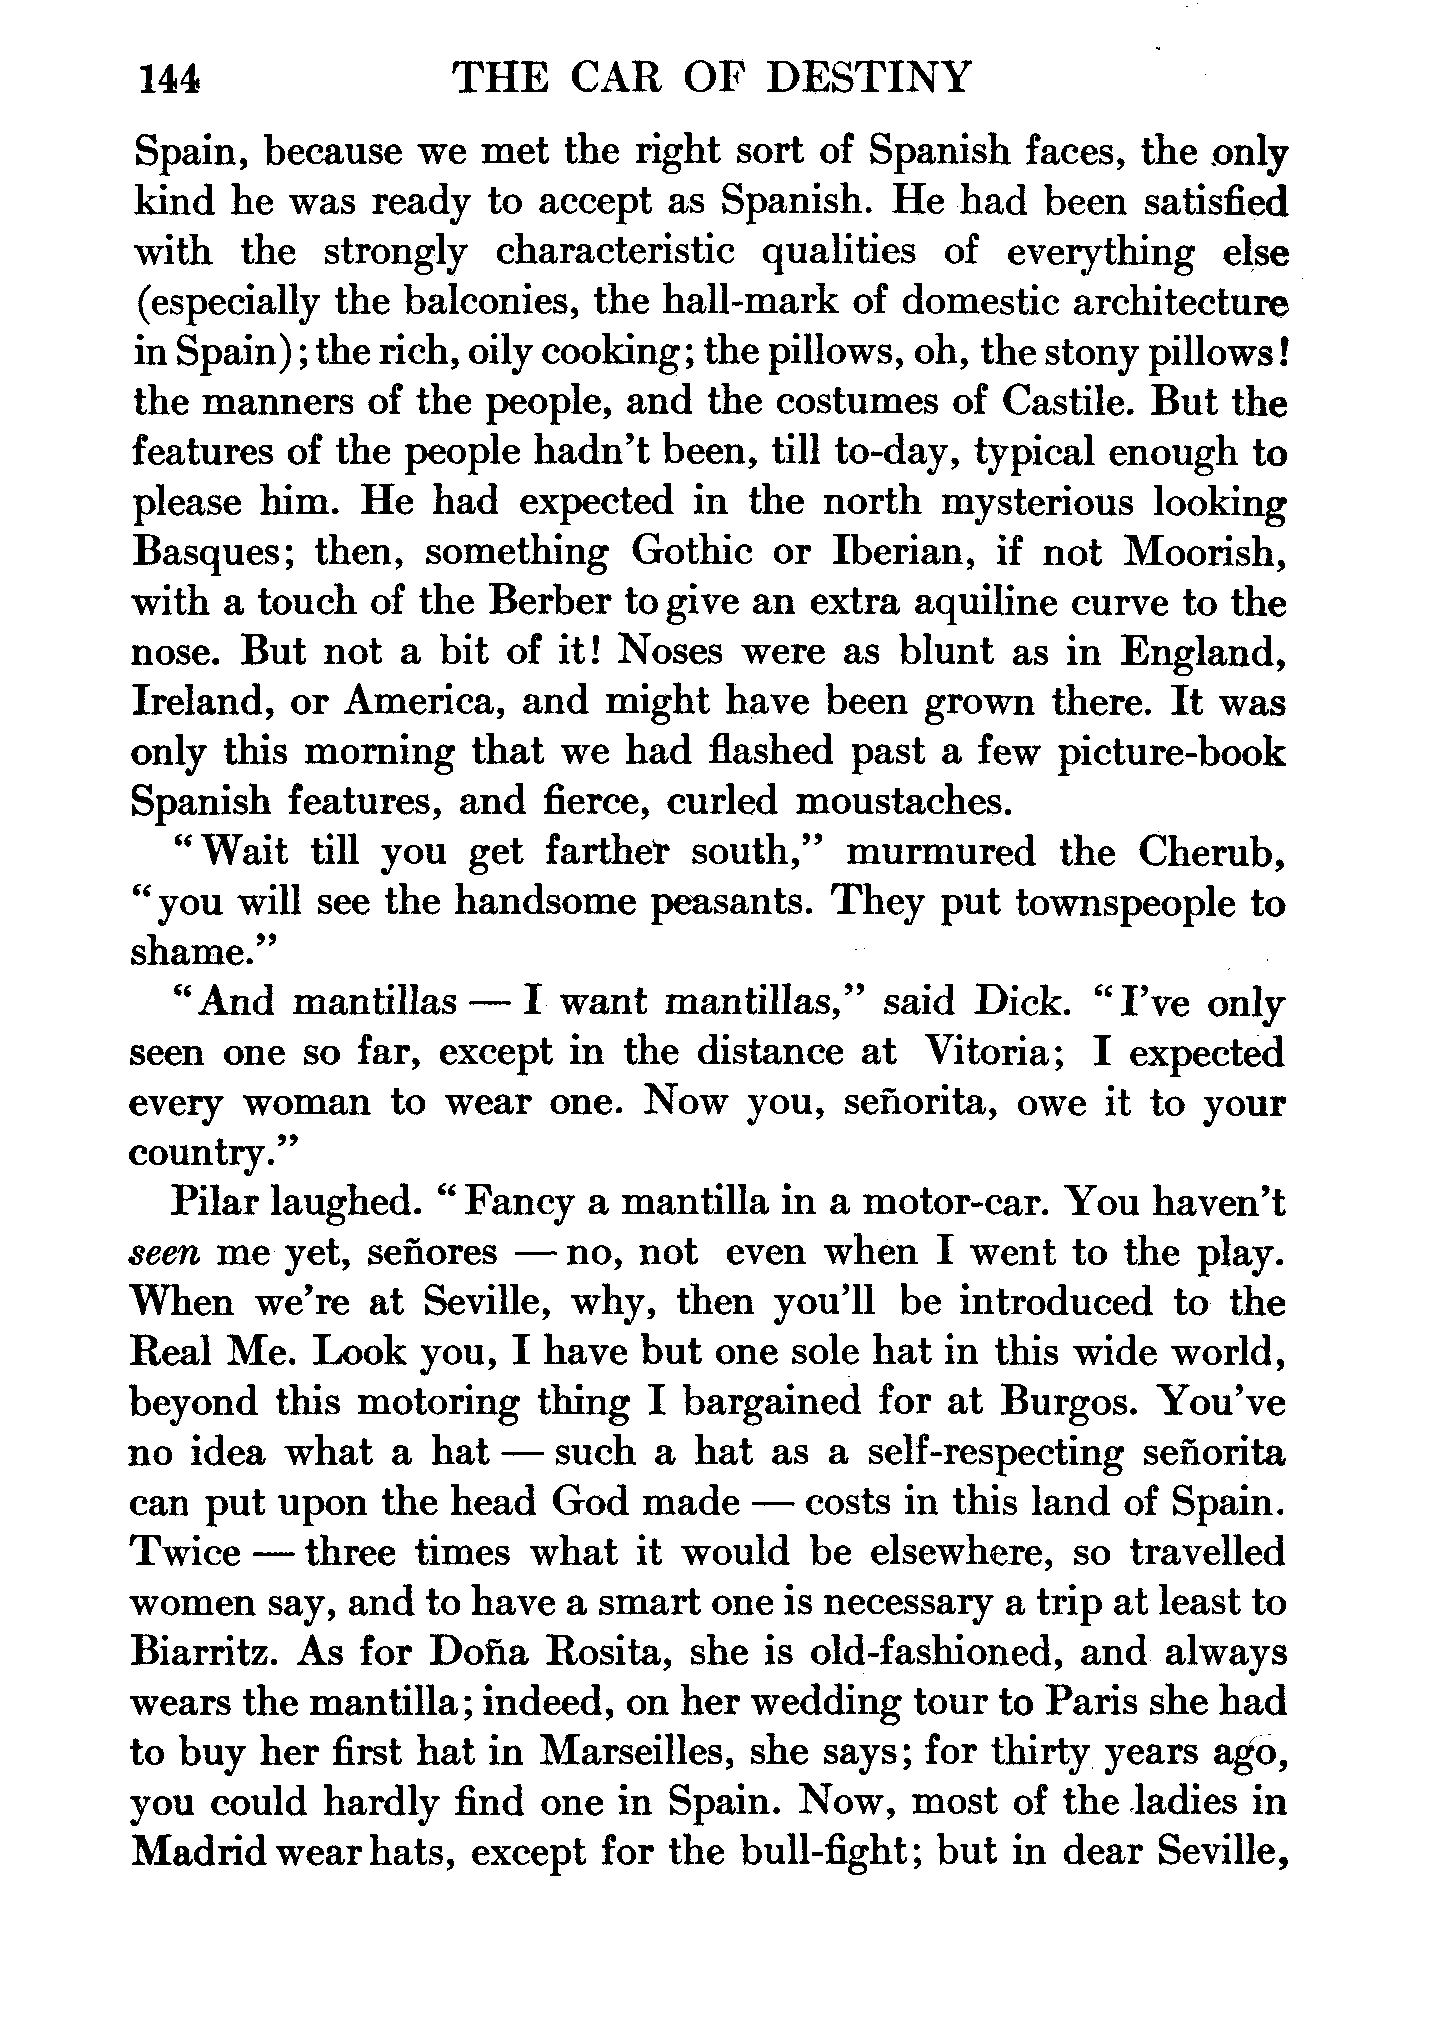 144 THE CAR OF DESTINY
Spain, because we met the right sort of Spanish faces, the only
kind he was ready to accept as Spanish. He had been satisfied
with the strongly characteristic qualities of everything else
(especially the balconies, the hall-mark of domestic architecture
in Spain); the rich, oily cooking; the pillows, oh, the stony pillows!
the manners of the people, and the costumes of Castile. But the
features of the people hadn't been, till to-day, typical enough to
please him. He had expected in the north mysterious looking
Basques; then, something Gothic or Iberian, if not Moorish,
with a touch of the Berber to give an extra aquiline curve to the
nose. But not a bit of it! Noses were as blunt as in England,
Ireland, or America, and might have been grown there. It was
only this morning that we had flashed past a few picture-book
Spanish features, and fierce, curled moustaches.
"Wait till you get farther south," murmured the Cherub,
"you will see the handsome peasants. They put townspeople to
shame."
"And mantillas — I want mantillas," said Dick. "I've only
seen one so far, except in the distance at Vitoria; I expected
every woman to wear one. Now you, señorita, owe it to your
country."
Pilar laughed. "Fancy a mantilla in a motor-car. You haven't
seen me yet, señores — no, not even when I went to the play.
When we're at Seville, why, then you'll be introduced to the
Real Me. Look you, I have but one sole hat in this wide world,
beyond this motoring thing I bargained for at Burgos. You've
no idea what a hat — such a hat as a self-respecting señorita
can put upon the head God made — costs in this land of Spain.
Twice — three times what it would be elsewhere, so travelled
women say, and to have a smart one is necessary a trip at least to
Biarritz. As for Doña Rosita, she is old-fashioned, and always
wears the mantilla; indeed, on her wedding tour to Paris she had
to buy her first hat in Marseilles, she says; for thirty years ago,
you could hardly find one in Spain. Now, most of the ladies in
Madrid wear hats, except for the bull-fight; but in dear Seville,